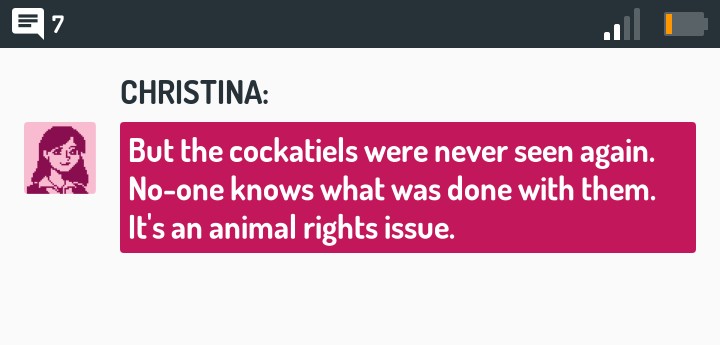 7
CHRISTINA:
But the cockatiels were never seen again.
No-one knows what was done with them.
It's an animal rights issue.